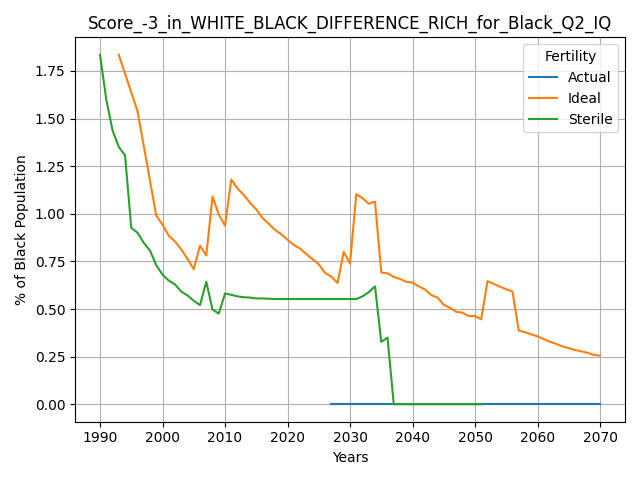 Score_-3_in_WHITE_BLACK_DIFFERENCE_RICH_for_Black_Q2_IQ
Fertility
Actual
Ideal
Sterile
% of Black Population
1.75
1.50
1.25
1.00
0.75
0.50
0.25
0.00
1990 2000 2010 2020 2030 2040 2050 2060 2070
Years